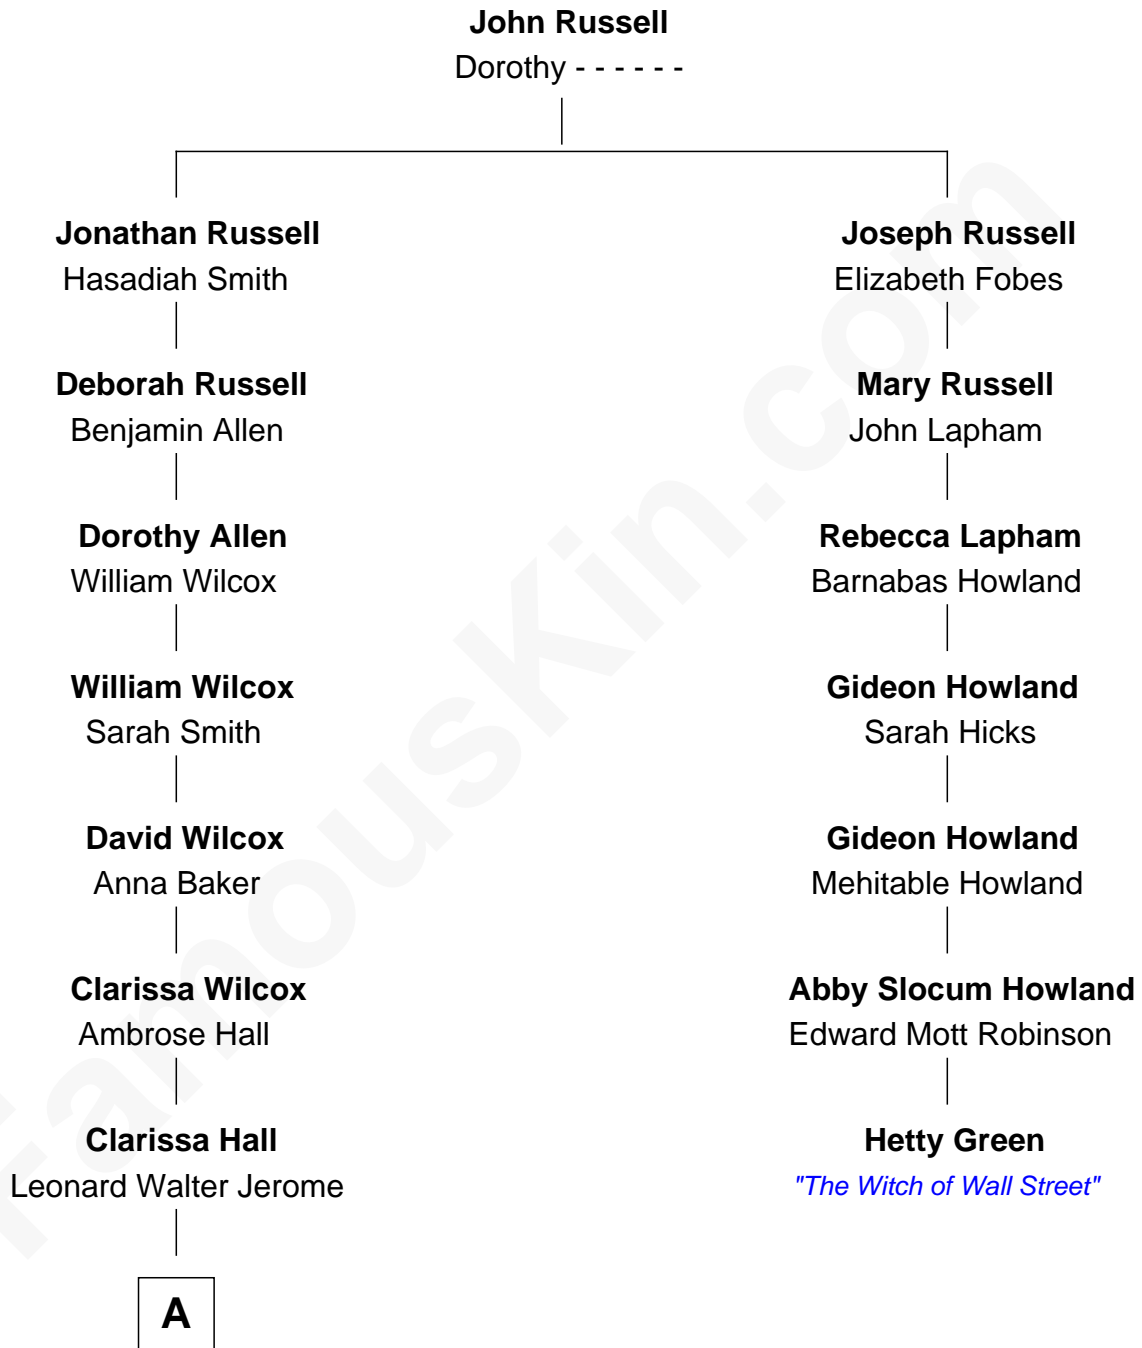 John Russell
Dorothy - - - - - -
Jonathan Russell
Hasadiah Smith
Joseph Russell
Elizabeth Fobes
Deborah Russell
Benjamin Allen
Mary Russell
John Lapham
Dorothy Allen
William Wilcox
Rebecca Lapham
Barnabas Howland
William Wilcox
Sarah Smith
Gideon Howland
Sarah Hicks
David Wilcox
Anna Baker
Gideon Howland
Mehitable Howland
Clarissa Wilcox
Ambrose Hall
Abby Slocum Howland
Edward Mott Robinson
Clarissa Hall
Leonard Walter Jerome
Hetty Green
"The Witch of Wall Street"
A
FamousKin.com